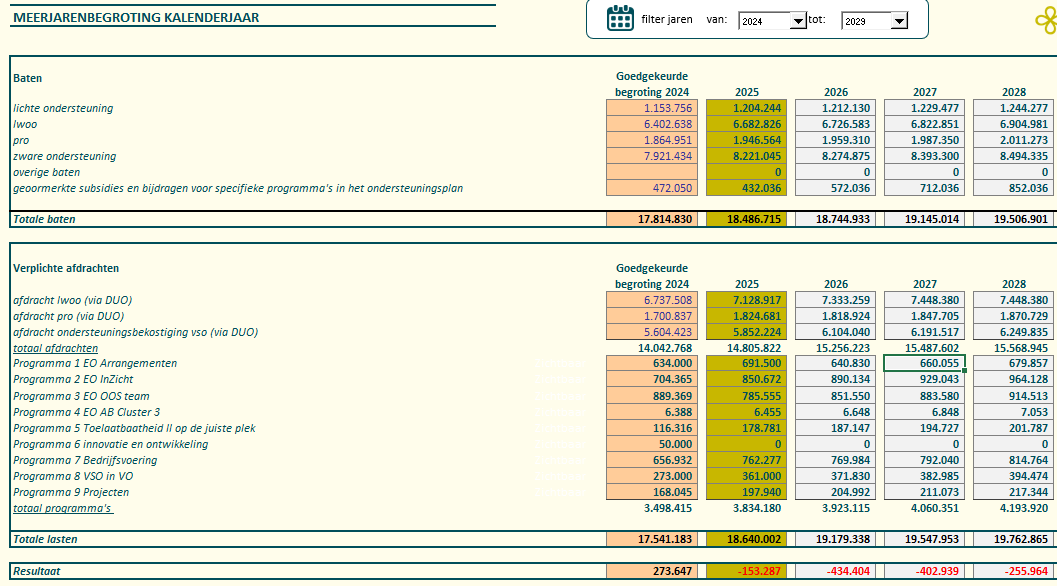 MEERJARENBEGROTING KALENDERJAAR
filter jaren van: 2024 tot: 2029
Baten Goedgekeurde begroting 2024 2025 2026 2027 2028
lichte ondersteuning 1.153.756 1.204.244 1.212.130 1.229.477 1.244.277
lwoo 6.402.638 6.682.826 6.726.583 6.822.851 6.904.981
pro 1.864.951 1.946.564 1.959.310 1.987.350 2.011.273
zware ondersteuning 7.921.434 8.221.045 8.274.875 8.393.300 8.494.335
overige baten 0 0 0 0
geoormerkte subsidies en bijdragen voor specifieke programma's in het ondersteuningsplan 472.050 432.036 572.036 712.036 852.036
Totale baten 17.814.830 18.486.715 18.744.933 19.145.014 19.506.901
Verplichte afdrachten Goedgekeurde begroting 2024 2025 2026 2027 2028
afdracht lwoo (via DUO) 6.737.508 7.128.917 7.333.259 7.448.380 7.448.380
afdracht pro (via DUO) 1.700.837 1.824.681 1.818.924 1.847.705 1.870.729
afdracht ondersteuningsbekostiging vso (via DUO) 5.604.423 5.852.224 6.104.040 6.191.517 6.249.835
totaal afdrachten 14.042.768 14.805.822 15.256.223 15.487.602 15.568.945
Programma 1 EO Arrangementen 634.000 691.500 640.830 660.055 679.857
Programma 2 EO InZicht 704.365 850.672 890.134 929.043 964.128
Programma 3 EO OOS team 889.369 785.555 851.550 883.580 914.513
Programma 4 EO AB Cluster 3 6.388 6.455 6.648 6.848 7.053
Programma 5 Toelaatbaatheid II op de juiste plek 116.316 178.781 187.147 194.727 201.787
Programma 6 innovatie en ontwikkeling 50.000 0 0 0 0
Programma 7 Bedrijfsvoering 656.932 762.277 769.984 792.040 814.764
Programma 8 VSO in VO 273.000 361.000 371.830 382.985 394.474
Programma 9 Projecten 168.045 197.940 204.992 211.073 217.344
totaal programma's 3.498.415 3.834.180 3.923.115 4.060.351 4.193.920
Totale lasten 17.541.183 18.640.002 19.179.338 19.547.953 19.762.865
Resultaat 273.647 -153.287 -434.404 -402.939 -255.964